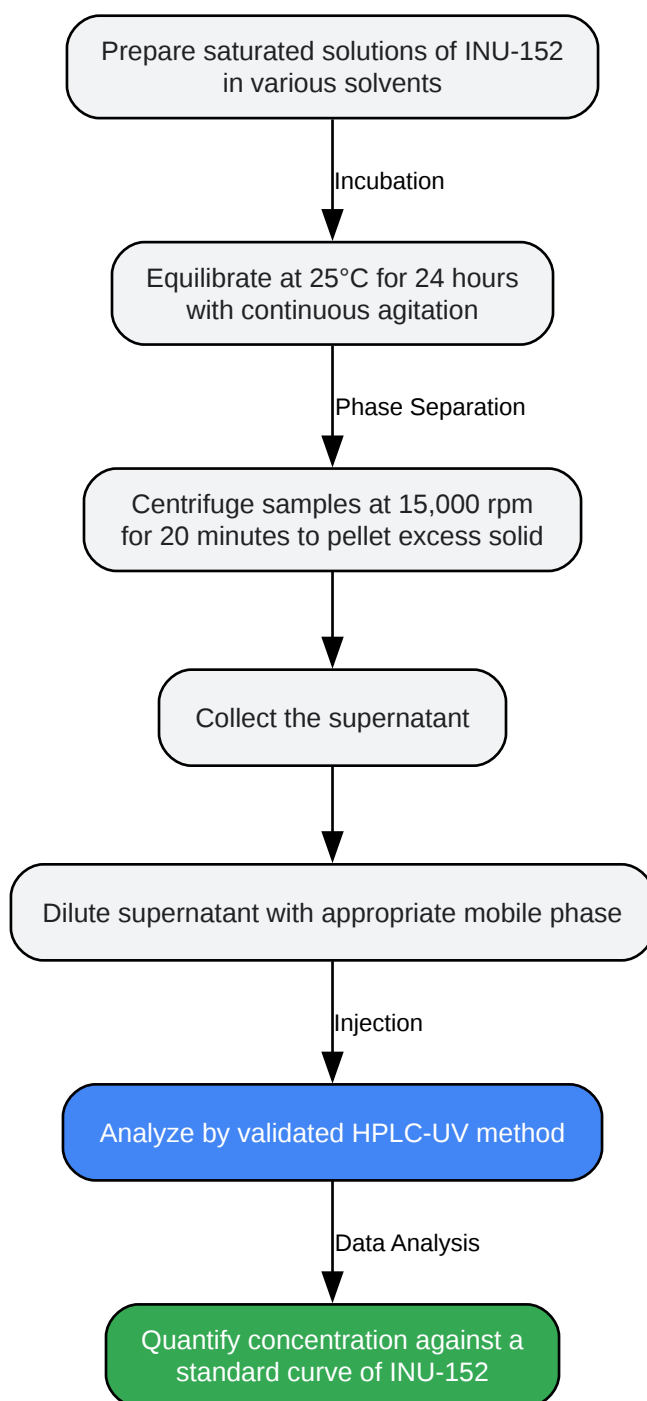 Prepare saturated solutions of INU-152
in various solvents
Incubation
Equilibrate at 25°C for 24 hours
with continuous agitation
Phase Separation
Centrifuge samples at 15,000 rpm
for 20 minutes to pellet excess solid
Collect the supernatant
Dilute supernatant with appropriate mobile phase
Injection
Analyze by validated HPLC-UV method
Data Analysis
Quantify concentration against a
standard curve of INU-152